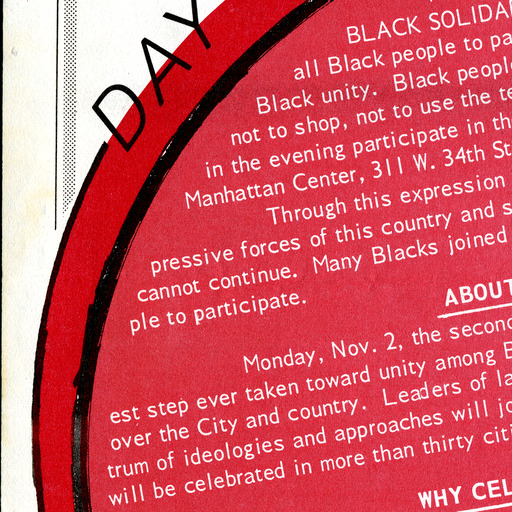 DAY
BLACK SOLIDA
all Black people to pa
Black unity. Black peopl
not to shop, not to use the te
in the evening participate in th
Manhattan Center, 311 W. 34th St
Through this expression
pressive forces of this country and s
cannot continue. Many Blacks joined
ple to participate.
ABOUT
Monday, Nov. 2, the second
est step ever taken toward unity among B
over the City and country. Leaders of la
trum of ideologies and approaches will jo
will be celebrated in more than thirty citi
WHY CEL